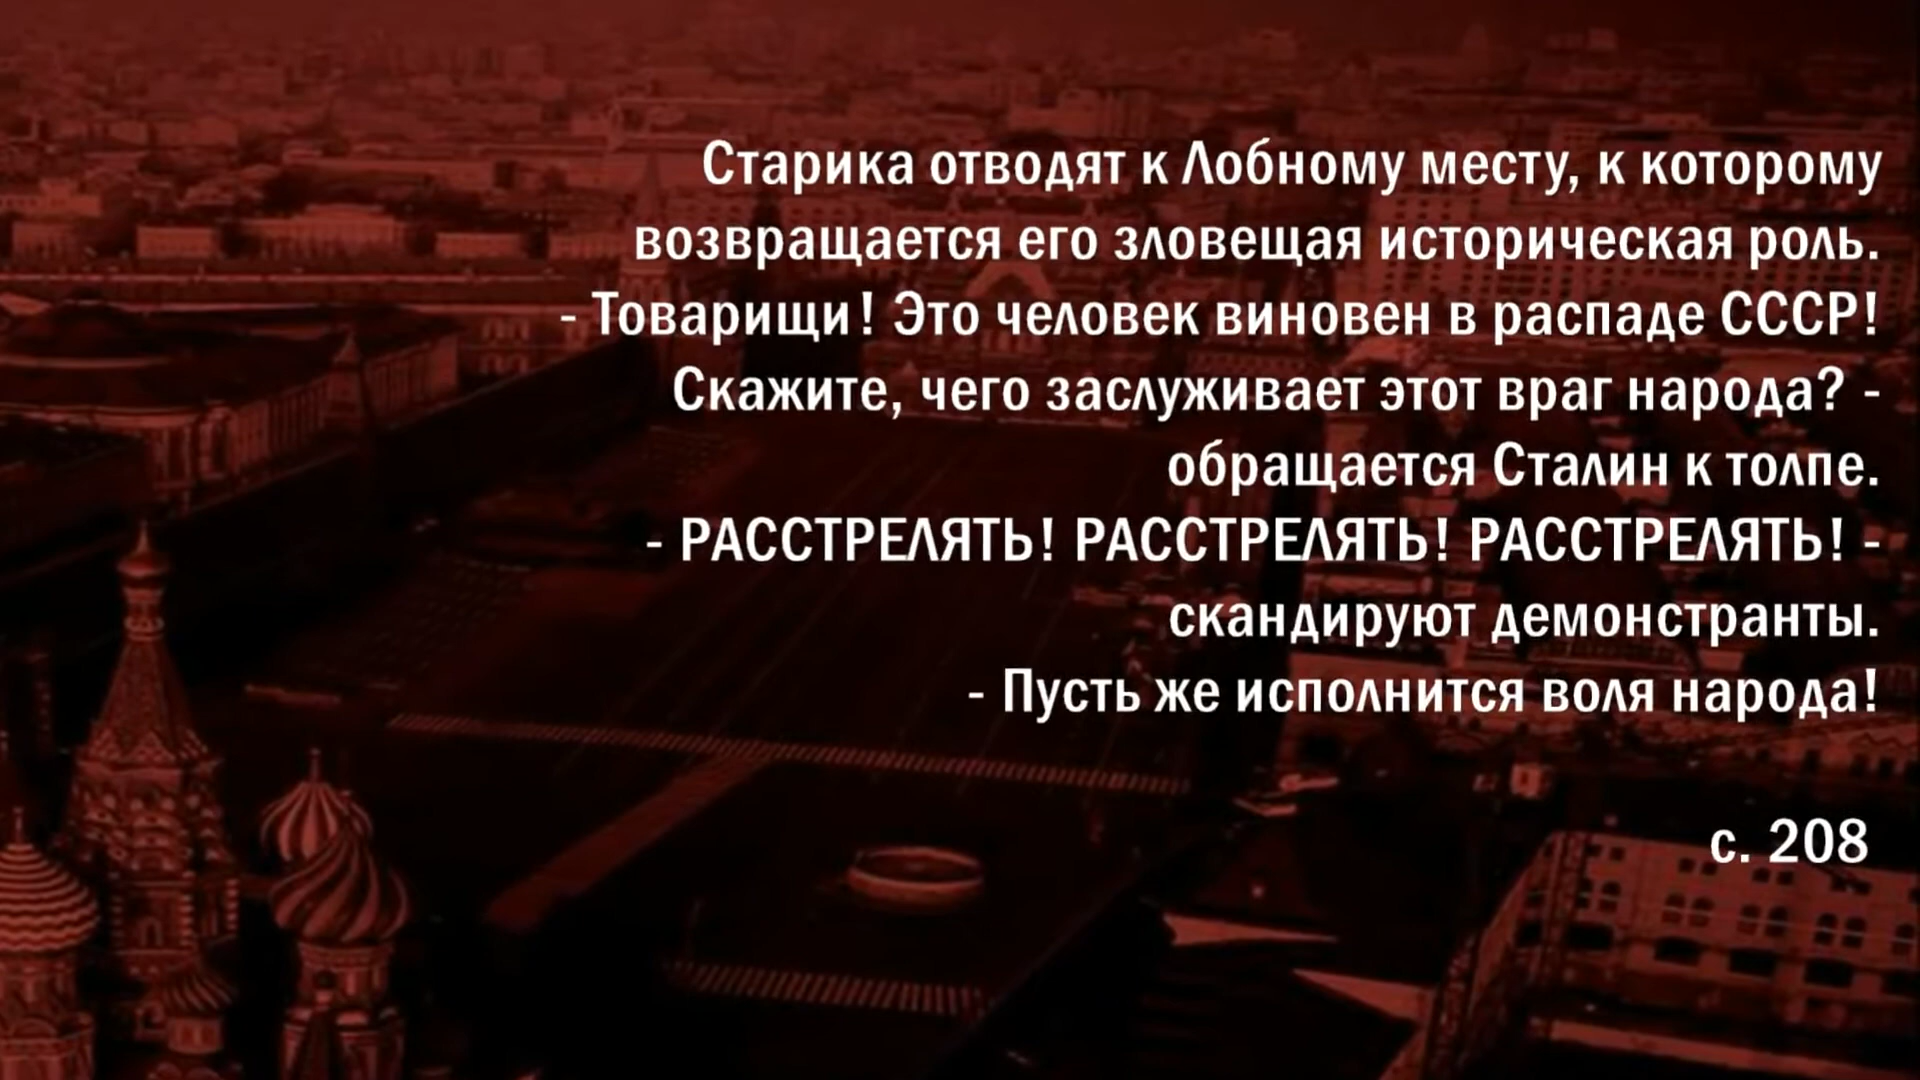 Старика отводят к Лобному месту, к которому
возвращается его зловещая историческая роль.
- Товарищи! Это человек виновен в распаде СССР!
Скажите, чего заслуживает этот враг народа? -
обращается Сталин к толпе.
- РАССТРЕЛЯТЬ! РАССТРЕЛЯТЬ! РАССТРЕЛЯТЬ! -
скандируют демонстранты.
- Пусть же исполнится воля народа!
с. 208